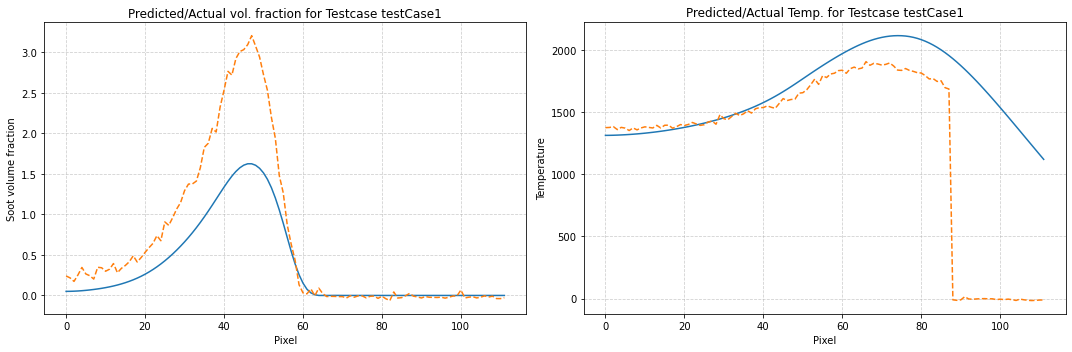 Predicted/Actual vol. fraction for Testcase testCase1
Soot volume fraction
3.0
2.5
2.0
1.5
1.0
0.5
0.0
0 20 40 60 80 100
Pixel
Predicted/Actual Temp. for Testcase testCase1
Temperature
2000
1500
1000
500
0
0 20 40 60 80 100
Pixel